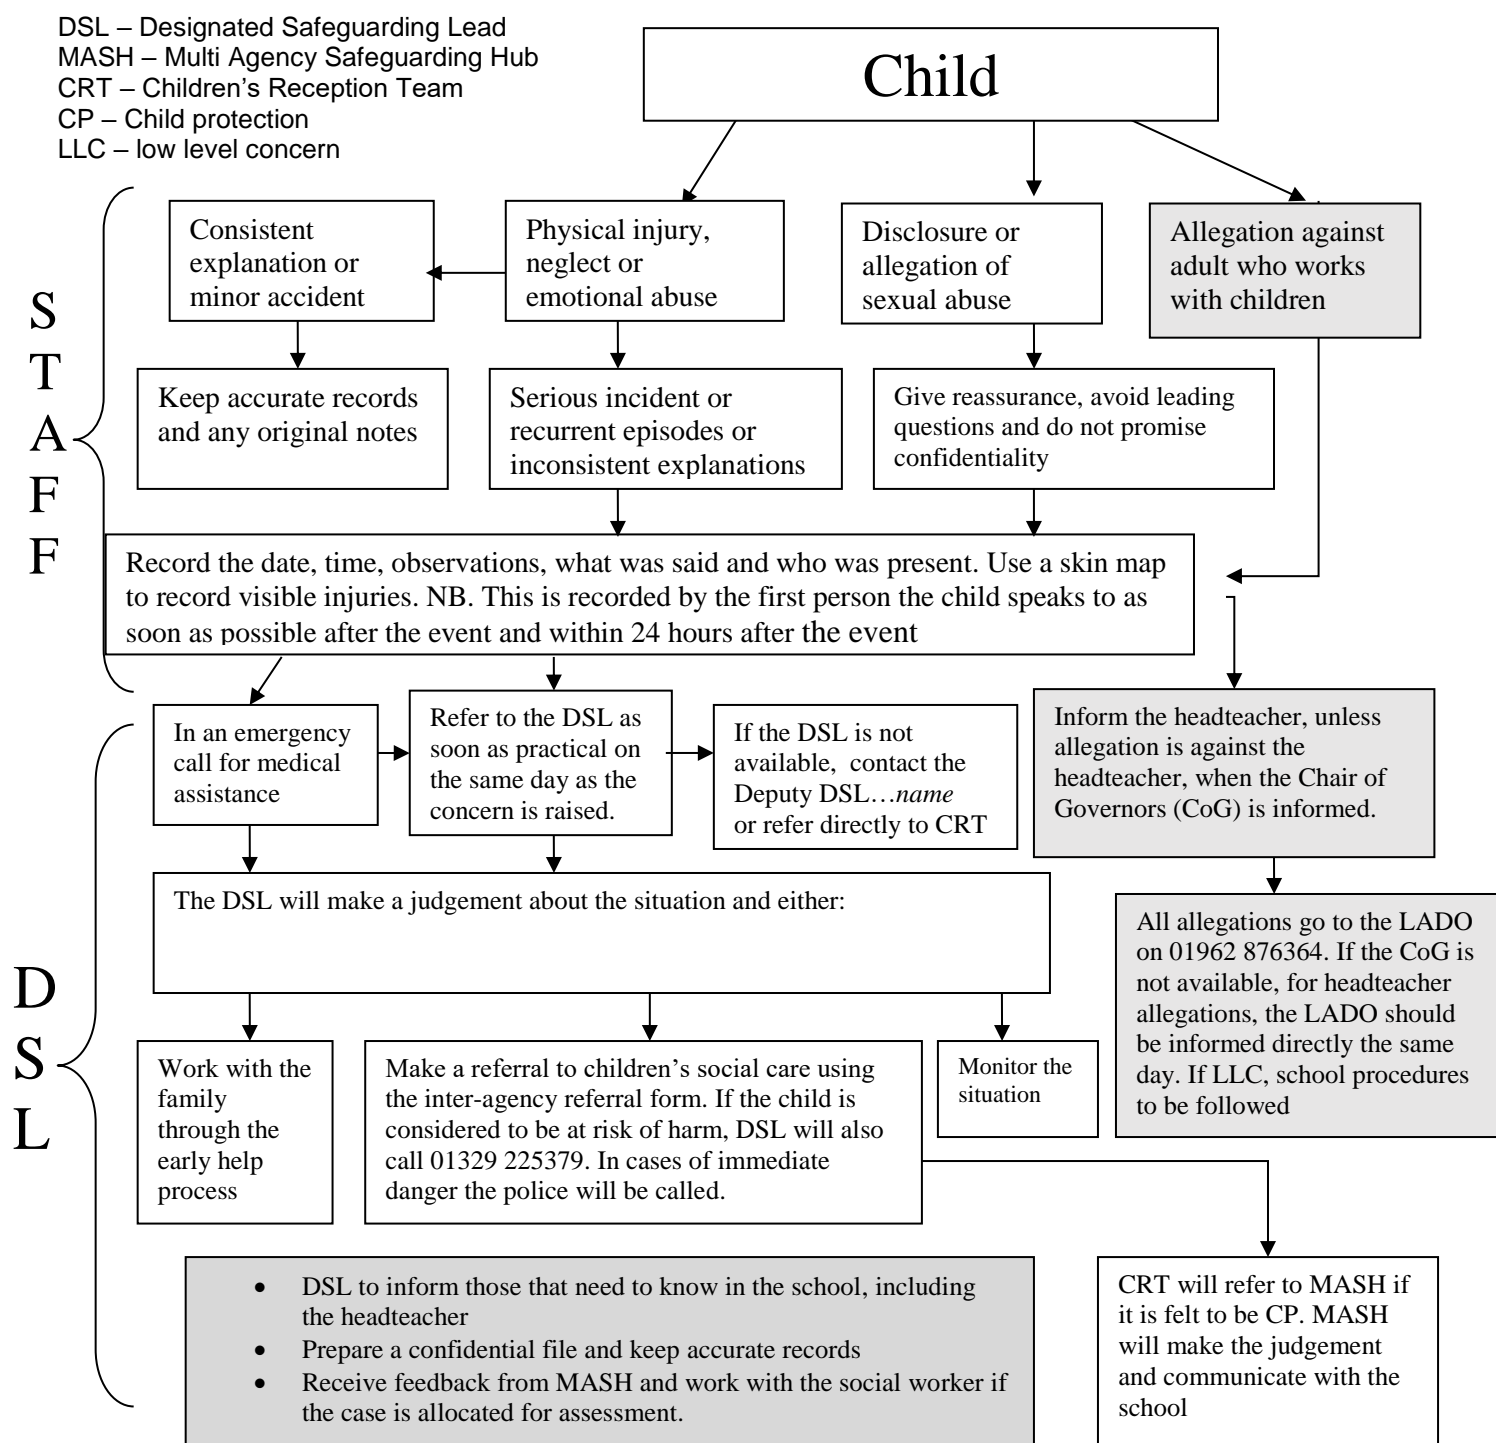 DSL – Designated Safeguarding Lead
MASH – Multi Agency Safeguarding Hub
CRT – Children's Reception Team
CP – Child protection
LLC – low level concern
Child
STAFF
Consistent
explanation or
minor accident
Physical injury,
neglect or
emotional abuse
Disclosure or
allegation of
sexual abuse
Allegation against
adult who works
with children
Keep accurate records
and any original notes
Serious incident or
recurrent episodes or
inconsistent explanations
Give reassurance, avoid leading
questions and do not promise
confidentiality
Record the date, time, observations, what was said and who was present. Use a skin map
to record visible injuries. NB. This is recorded by the first person the child speaks to as
soon as possible after the event and within 24 hours after the event
DSL
In an emergency
call for medical
assistance
Refer to the DSL as
soon as practical on
the same day as the
concern is raised.
If the DSL is not
available, contact the
Deputy DSL…name
or refer directly to CRT
Inform the headteacher, unless
allegation is against the
headteacher, when the Chair of
Governors (CoG) is informed.
The DSL will make a judgement about the situation and either:
All allegations go to the LADO
on 01962 876364. If the CoG is
not available, for headteacher
allegations, the LADO should
be informed directly the same
day. If LLC, school procedures
to be followed
Work with the
family
through the
early help
process
Make a referral to children's social care using
the inter-agency referral form. If the child is
considered to be at risk of harm, DSL will also
call 01329 225379. In cases of immediate
danger the police will be called.
Monitor the
situation
• DSL to inform those that need to know in the school, including
the headteacher
• Prepare a confidential file and keep accurate records
• Receive feedback from MASH and work with the social worker if
the case is allocated for assessment.
CRT will refer to MASH if
it is felt to be CP. MASH
will make the judgement
and communicate with the
school